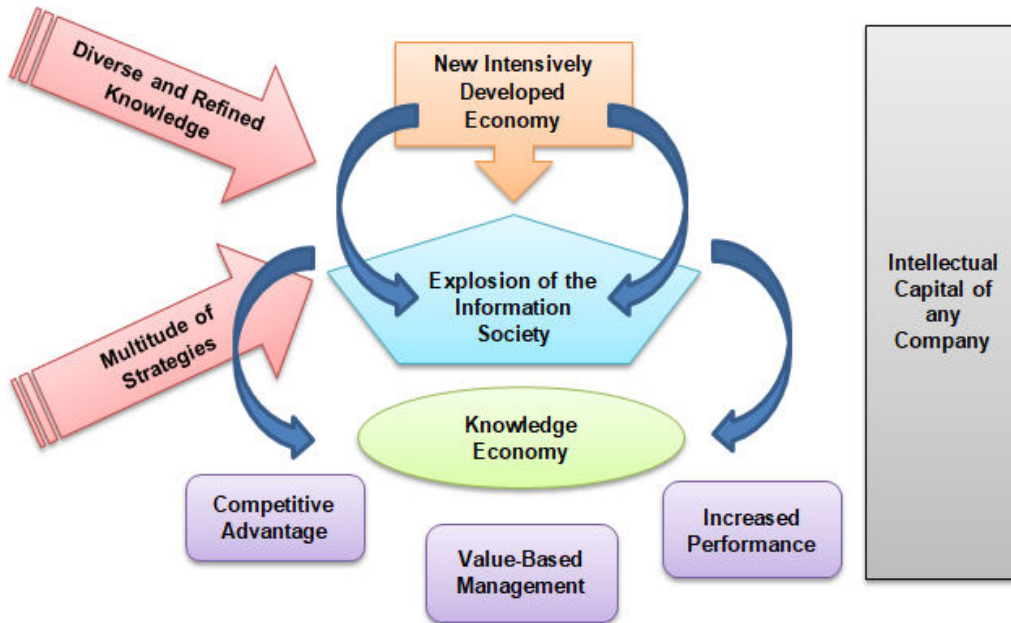 Diverse and Refined
Knowledge
New Intensively
Developed
Economy
Multitude of
Strategies
Explosion of the
Information
Society
Intellectual
Capital of
any
Company
Knowledge
Economy
Competitive
Advantage
Value-Based
Management
Increased
Performance